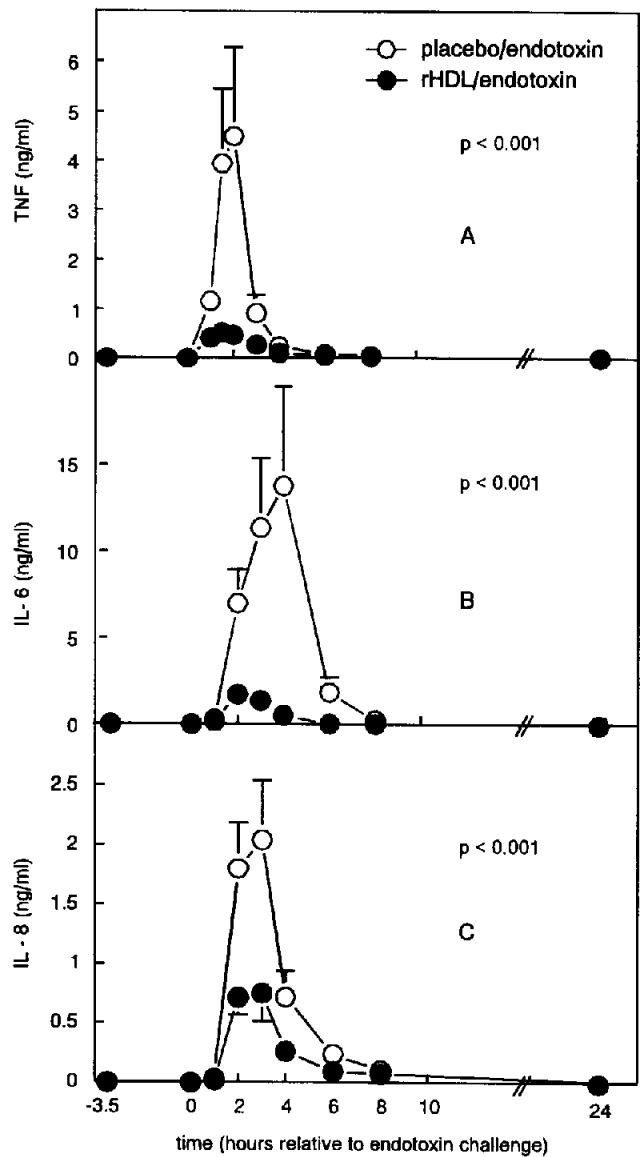 placebo/endotoxin
rHDL/endotoxin
TNF (ng/ml)
6
5
4
3
2
1
0
p < 0.001
A
IL- 6 (ng/ml)
15
10
5
0
p < 0.001
B
IL - 8 (ng/ml)
2.5
2
1.5
1
0.5
0
p < 0.001
C
-3.5 0 2 4 6 8 10 24
time (hours relative to endotoxin challenge)